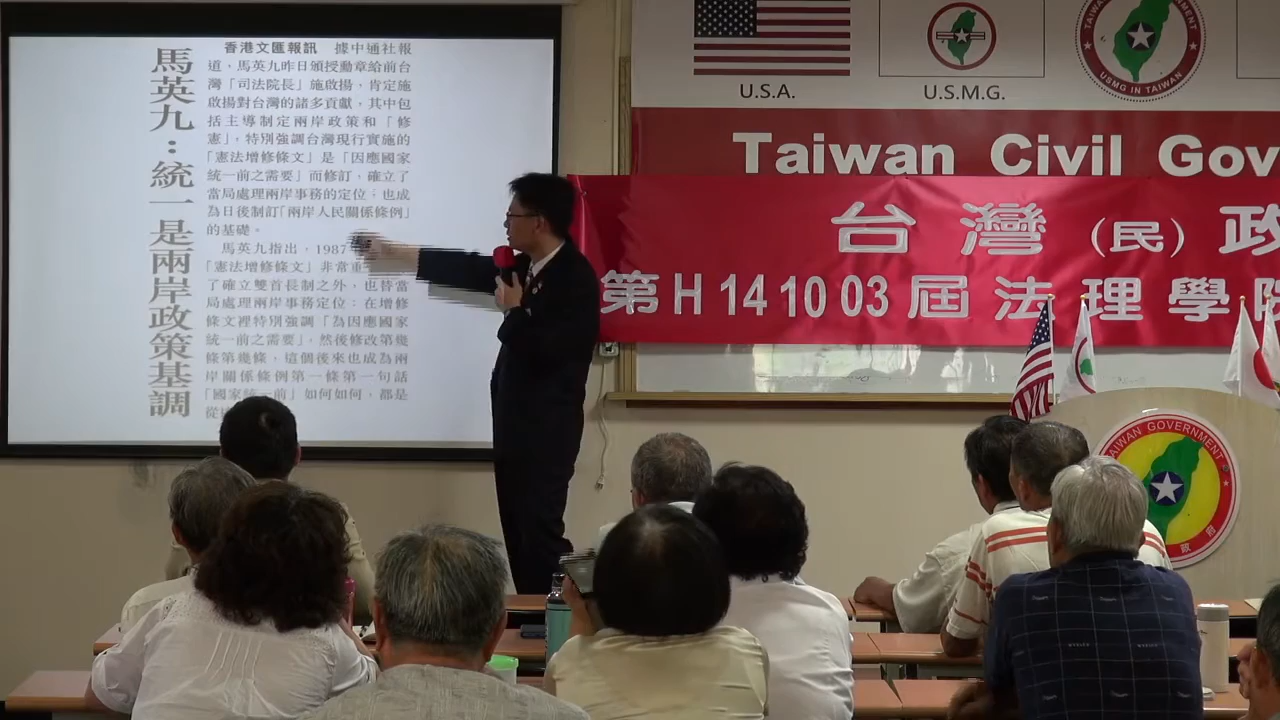 馬英九：統一是兩岸政策基調
香港文匯報訊 據中通社報
道，馬英九昨日頒授勳章給前台
灣「司法院長」施啟揚，肯定施
啟揚對台灣的諸多貢獻，其中包
括主導制定兩岸政策和「修
憲」，特別強調台灣現行實施的
「憲法增修條文」是「因應國家
統一前之需要」而修訂，確立了
當局處理兩岸事務的定位；也成
為日後制訂「兩岸人民關係條例」
的基礎。
馬英九指出，1987
「憲法增修條文」非常重
了確立雙首長制之外，也替當
局處理兩岸事務定位；在增修
條文裡特別強調「為因應國家
統一前之需要」，然後修改第幾
條第幾條，這個後來也成為兩
岸關係條例第一條第一句話
「國家統一前」如何如何，都是
從
U.S.A.
U.S.M.G.
TAIWAN
USMG IN TAIWAN
Taiwan Civil Gov
台灣（民）政
第H 14 10 03屆法理學院
TAIWAN GOVERNMENT
政府